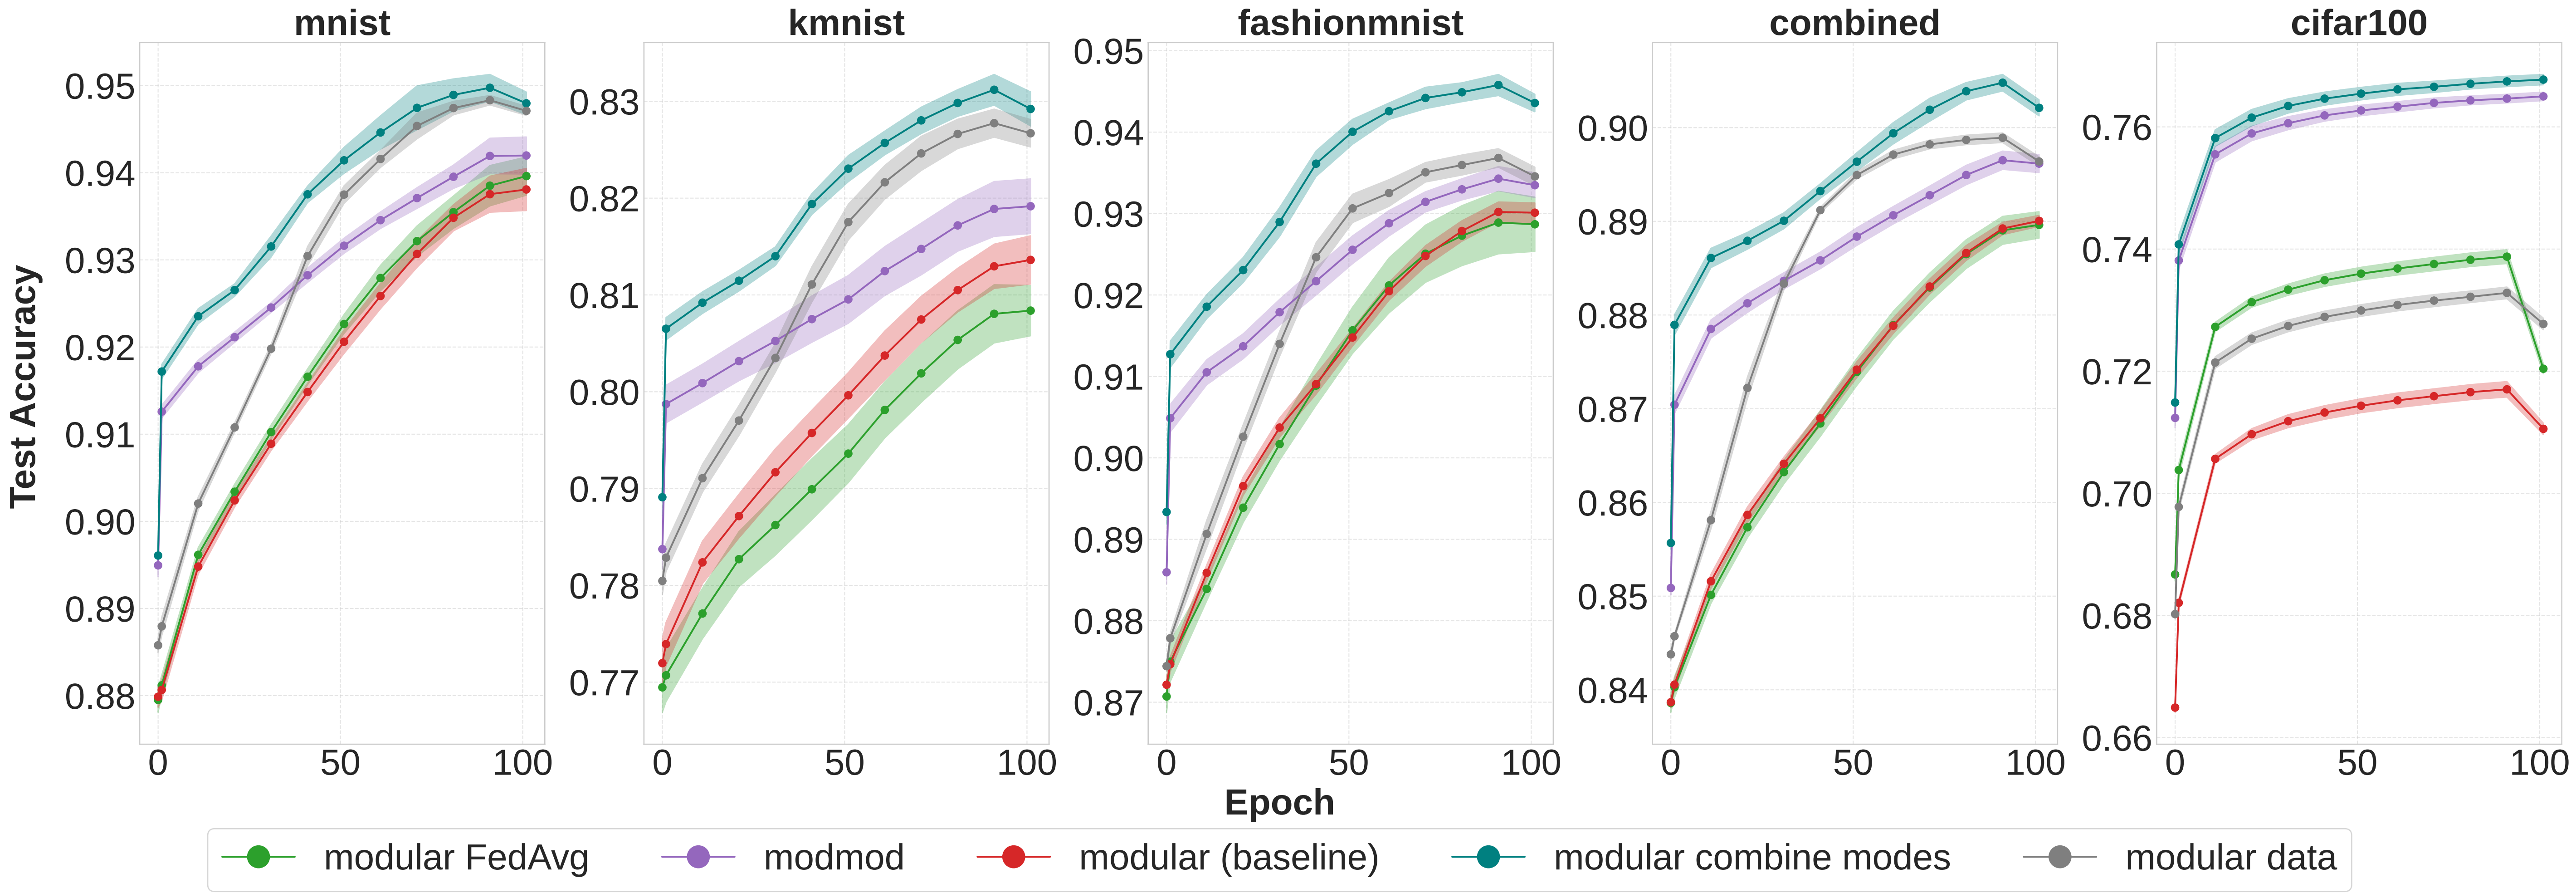 mnist
kmnist
fashionmnist
combined
cifar100
Test Accuracy
0.95
0.94
0.93
0.92
0.91
0.90
0.89
0.88
0 50 100
0.83
0.82
0.81
0.80
0.79
0.78
0.77
0 50 100
0.95
0.94
0.93
0.92
0.91
0.90
0.89
0.88
0.87
0 50 100
0.90
0.89
0.88
0.87
0.86
0.85
0.84
0 50 100
0.76
0.74
0.72
0.70
0.68
0.66
0 50 100
Epoch
modular FedAvg modmod modular (baseline) modular combine modes modular data